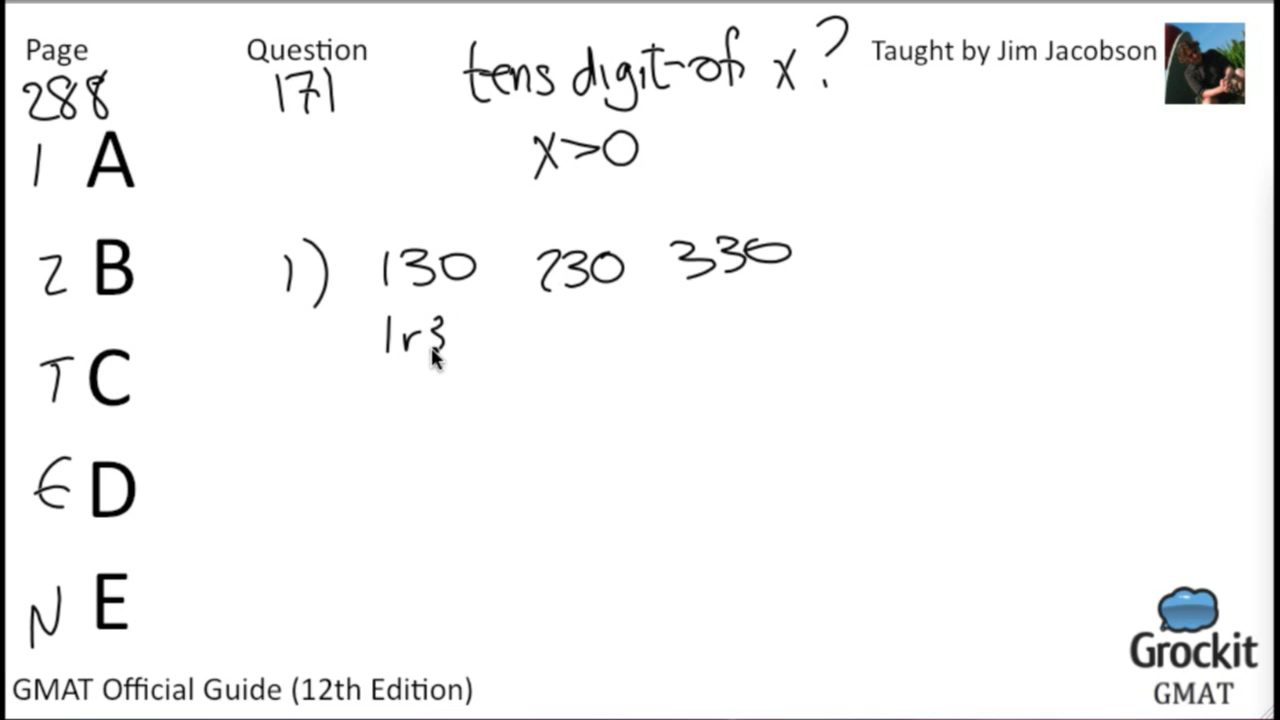 Page Question tens digit of x? Taught by Jim Jacobson
288 171
x>0
1 A
2 B 1) 130 230 330
1r3
T C
E D
N E
Grockit
GMAT
GMAT Official Guide (12th Edition)